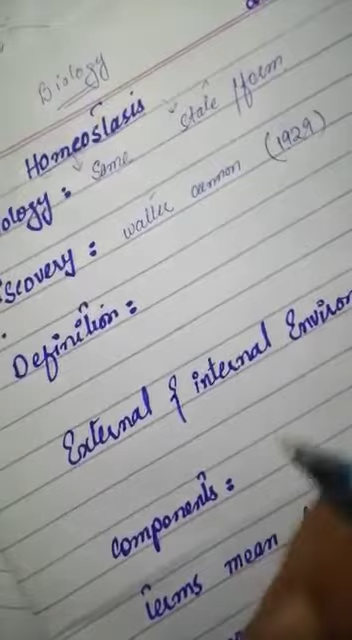 Biology
Homeostasis
ology: Same state form
scovery: walter cannon (1929)
Definition:
External & internal Environ
components:
terms mean